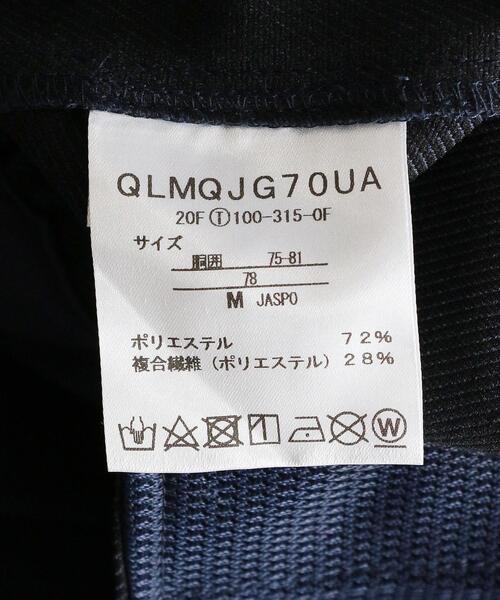 QLMQJG70UA
20F Ⓣ100-315-0F
サイズ
胴囲 75-81
78
M JASPO
ポリエステル 72%
複合繊維(ポリエステル) 28%
W